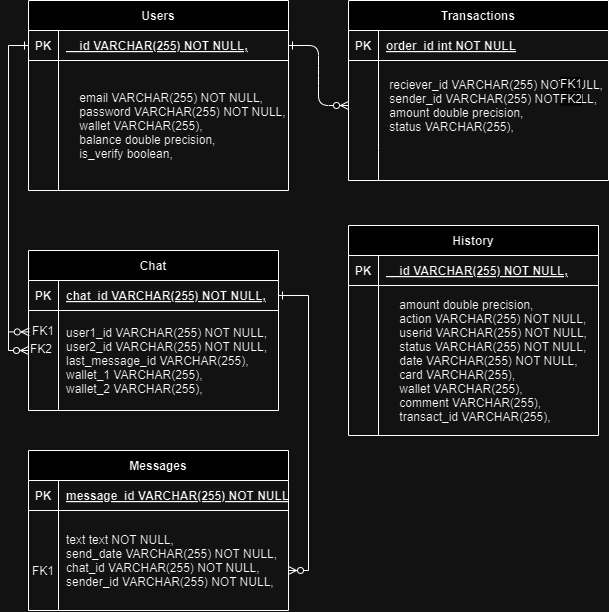 Users
PK _id VARCHAR(255) NOT NULL,
email VARCHAR(255) NOT NULL,
password VARCHAR(255) NOT NULL,
wallet VARCHAR(255),
balance double precision,
is_verify boolean,
Transactions
PK order_id int NOT NULL
reciever_id VARCHAR(255) NOT NULL, FK1
sender_id VARCHAR(255) NOT NULL, FK2
amount double precision,
status VARCHAR(255),
Chat
PK chat_id VARCHAR(255) NOT NULL,
FK1 user1_id VARCHAR(255) NOT NULL,
FK2 user2_id VARCHAR(255) NOT NULL,
last_message_id VARCHAR(255),
wallet_1 VARCHAR(255),
wallet_2 VARCHAR(255),
History
PK _id VARCHAR(255) NOT NULL,
amount double precision,
action VARCHAR(255) NOT NULL,
userid VARCHAR(255) NOT NULL,
status VARCHAR(255) NOT NULL,
date VARCHAR(255) NOT NULL,
card VARCHAR(255),
wallet VARCHAR(255),
comment VARCHAR(255),
transact_id VARCHAR(255),
Messages
PK message_id VARCHAR(255) NOT NULL
text text NOT NULL,
send_date VARCHAR(255) NOT NULL,
FK1 chat_id VARCHAR(255) NOT NULL,
sender_id VARCHAR(255) NOT NULL,